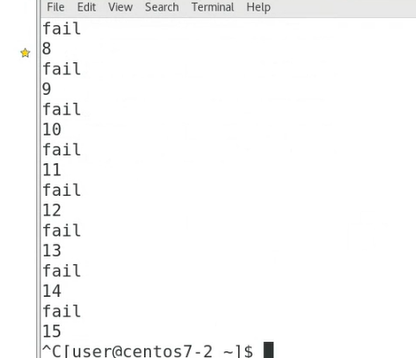 File Edit View Search Terminal Help
fail
8
fail
9
fail
10
fail
11
fail
12
fail
13
fail
14
fail
15
^C[user@centos7-2 ~]$